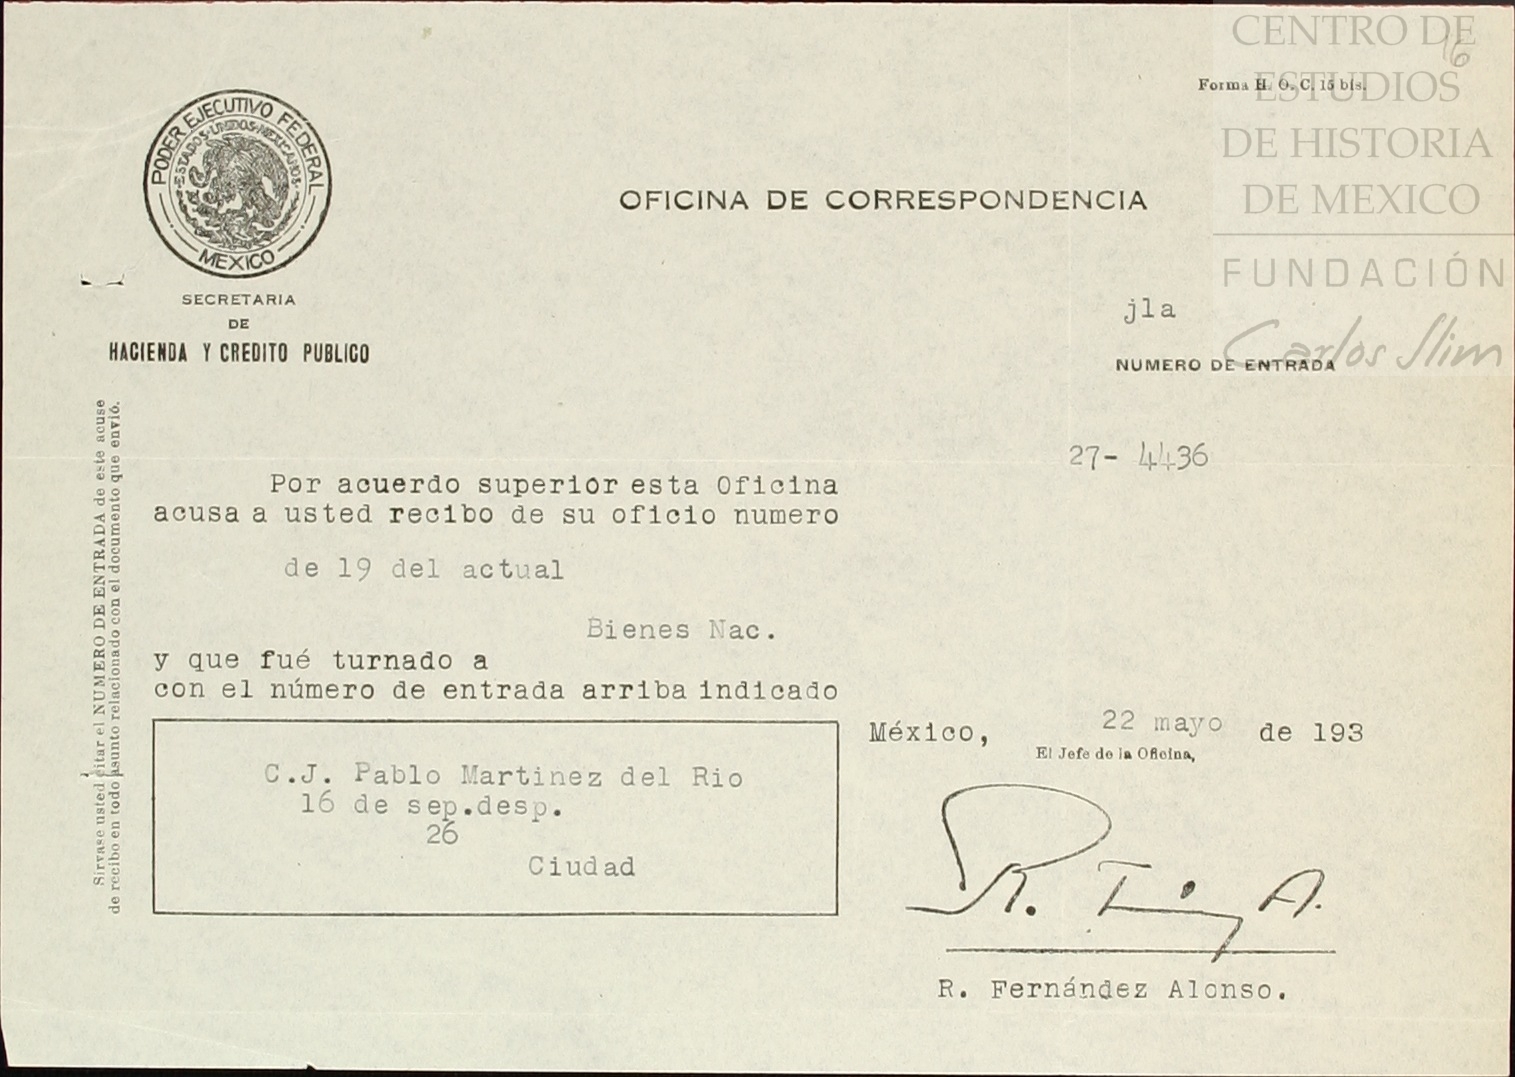 CENTRO DE
ESTUDIOS
DE HISTORIA
DE MEXICO
FUNDACIÓN
Carlos Slim
16
Forma H. O. C. 15 bis.
PODER EJECUTIVO FEDERAL
ESTADOS UNIDOS MEXICANOS
MEXICO
SECRETARIA
DE
HACIENDA Y CREDITO PUBLICO
OFICINA DE CORRESPONDENCIA
jla
NUMERO DE ENTRADA
27- 4436
Sírvase usted citar el NUMERO DE ENTRADA de este acuse
de recibo en todo asunto relacionado con el documento que envió.
Por acuerdo superior esta Oficina
acusa a usted recibo de su oficio numero
de 19 del actual
Bienes Nac.
y que fué turnado a
con el número de entrada arriba indicado
C.J. Pablo Martinez del Rio
16 de sep.desp.
26
Ciudad
México, 22 mayo de 193
El Jefe de la Oficina,
R. Fernández Alonso.